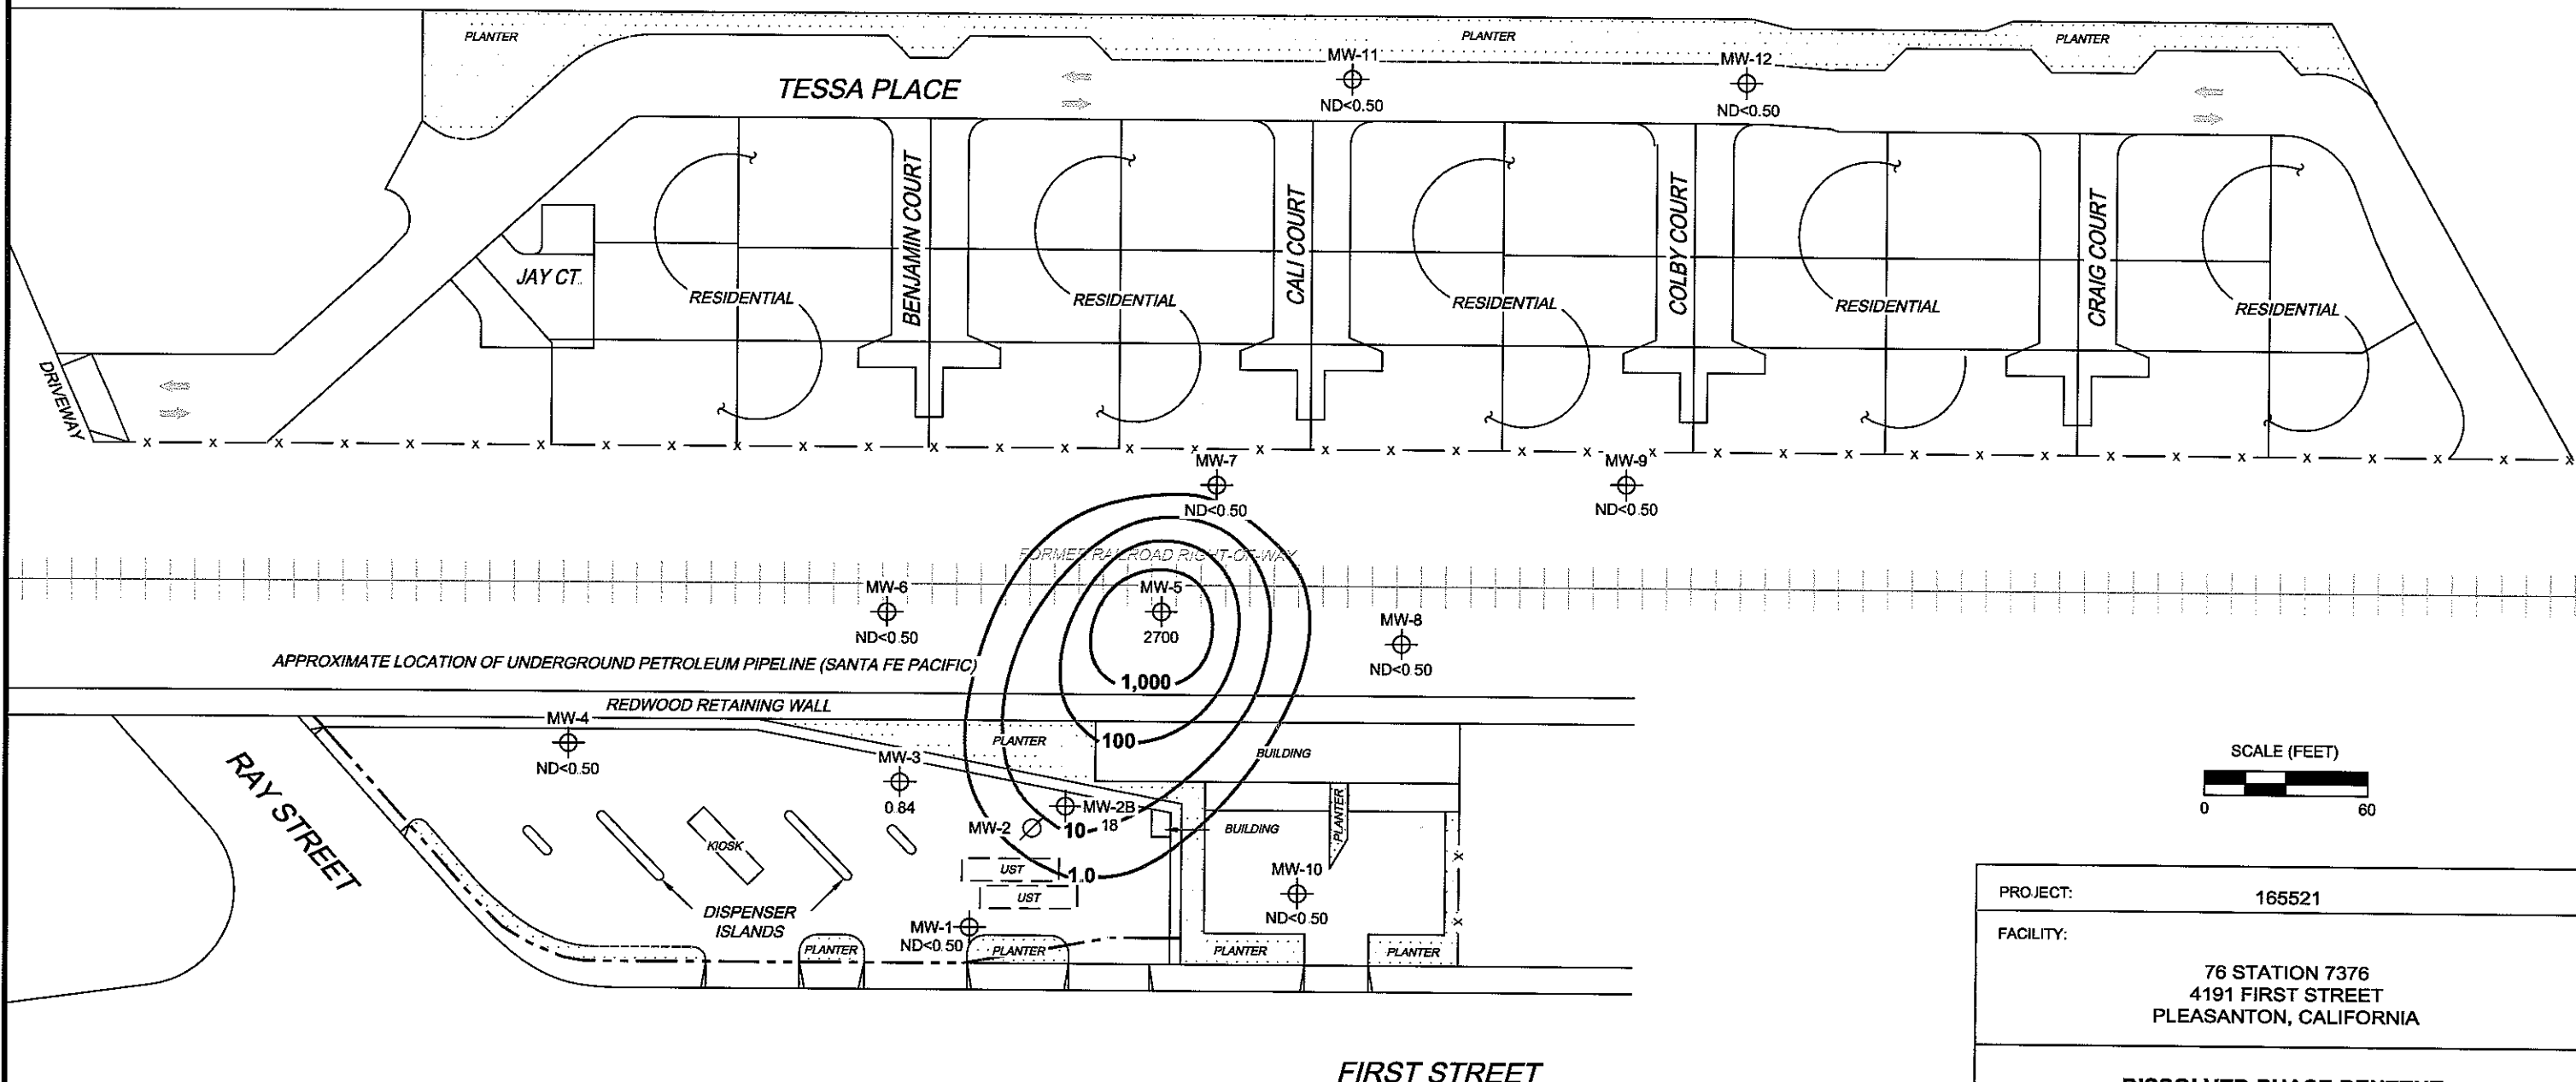 PLANTER
PLANTER
PLANTER
TESSA PLACE
MW-11
ND<0.50
MW-12
ND<0.50
BENJAMIN COURT
CALI COURT
COLBY COURT
CRAIG COURT
JAY CT.
RESIDENTIAL
RESIDENTIAL
RESIDENTIAL
RESIDENTIAL
RESIDENTIAL
DRIVEWAY
MW-7
ND<0.50
MW-9
ND<0.50
FORMER RAILROAD RIGHT-OF-WAY
MW-6
ND<0.50
MW-5
2700
MW-8
ND<0.50
1,000
APPROXIMATE LOCATION OF UNDERGROUND PETROLEUM PIPELINE (SANTA FE PACIFIC)
REDWOOD RETAINING WALL
MW-4
ND<0.50
RAY STREET
PLANTER
100
BUILDING
MW-3
0.84
MW-2B
18
MW-2
10
BUILDING
PLANTER
KIOSK
UST
1.0
UST
MW-10
ND<0.50
DISPENSER
ISLANDS
MW-1
ND<0.50
PLANTER
PLANTER
PLANTER
PLANTER
FIRST STREET
SCALE (FEET)
0
60
PROJECT:
165521
FACILITY:
76 STATION 7376
4191 FIRST STREET
PLEASANTON, CALIFORNIA